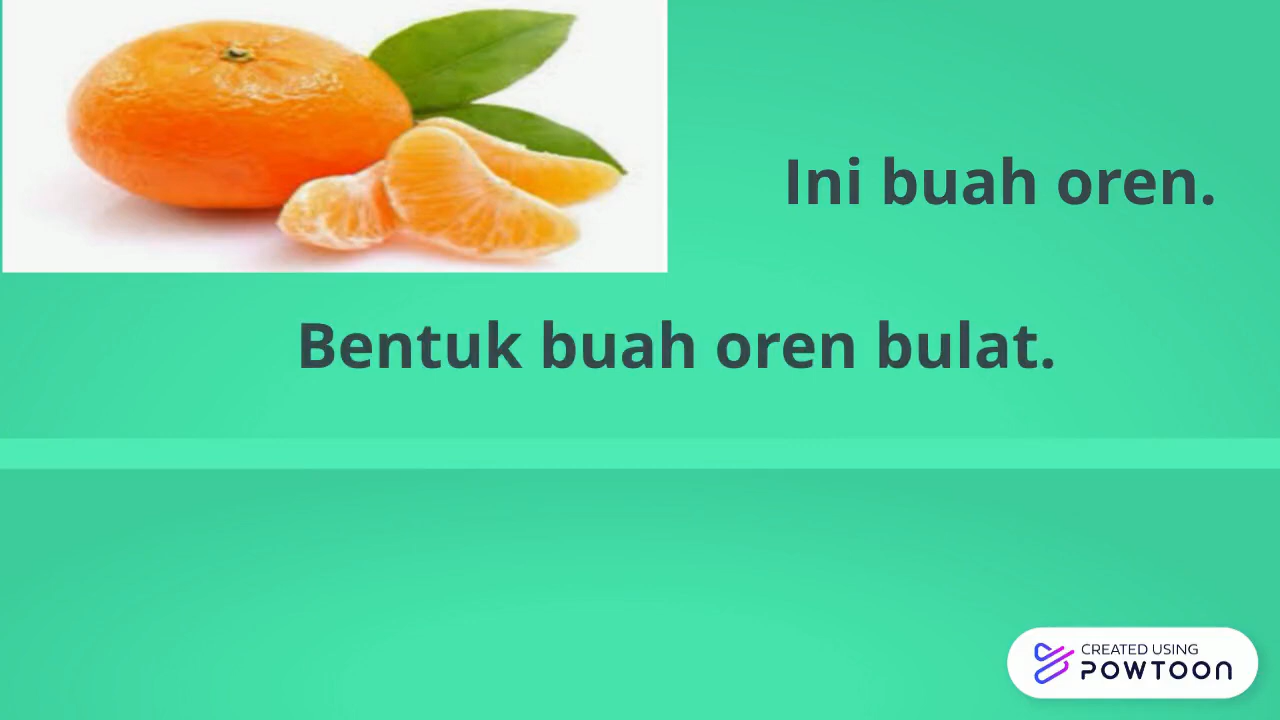 Ini buah oren.
Bentuk buah oren bulat.
CREATED USING
POWTOON